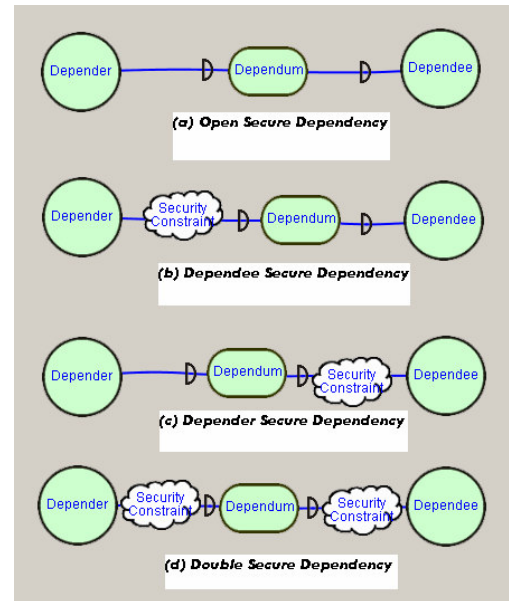 Depender
Dependum
Dependee
(a) Open Secure Dependency
Depender
Security
Constraint
Dependum
Dependee
(b) Dependee Secure Dependency
Depender
Dependum
Security
Constraint
Dependee
(c) Depender Secure Dependency
Depender
Security
Constraint
Dependum
Security
Constraint
Dependee
(d) Double Secure Dependency